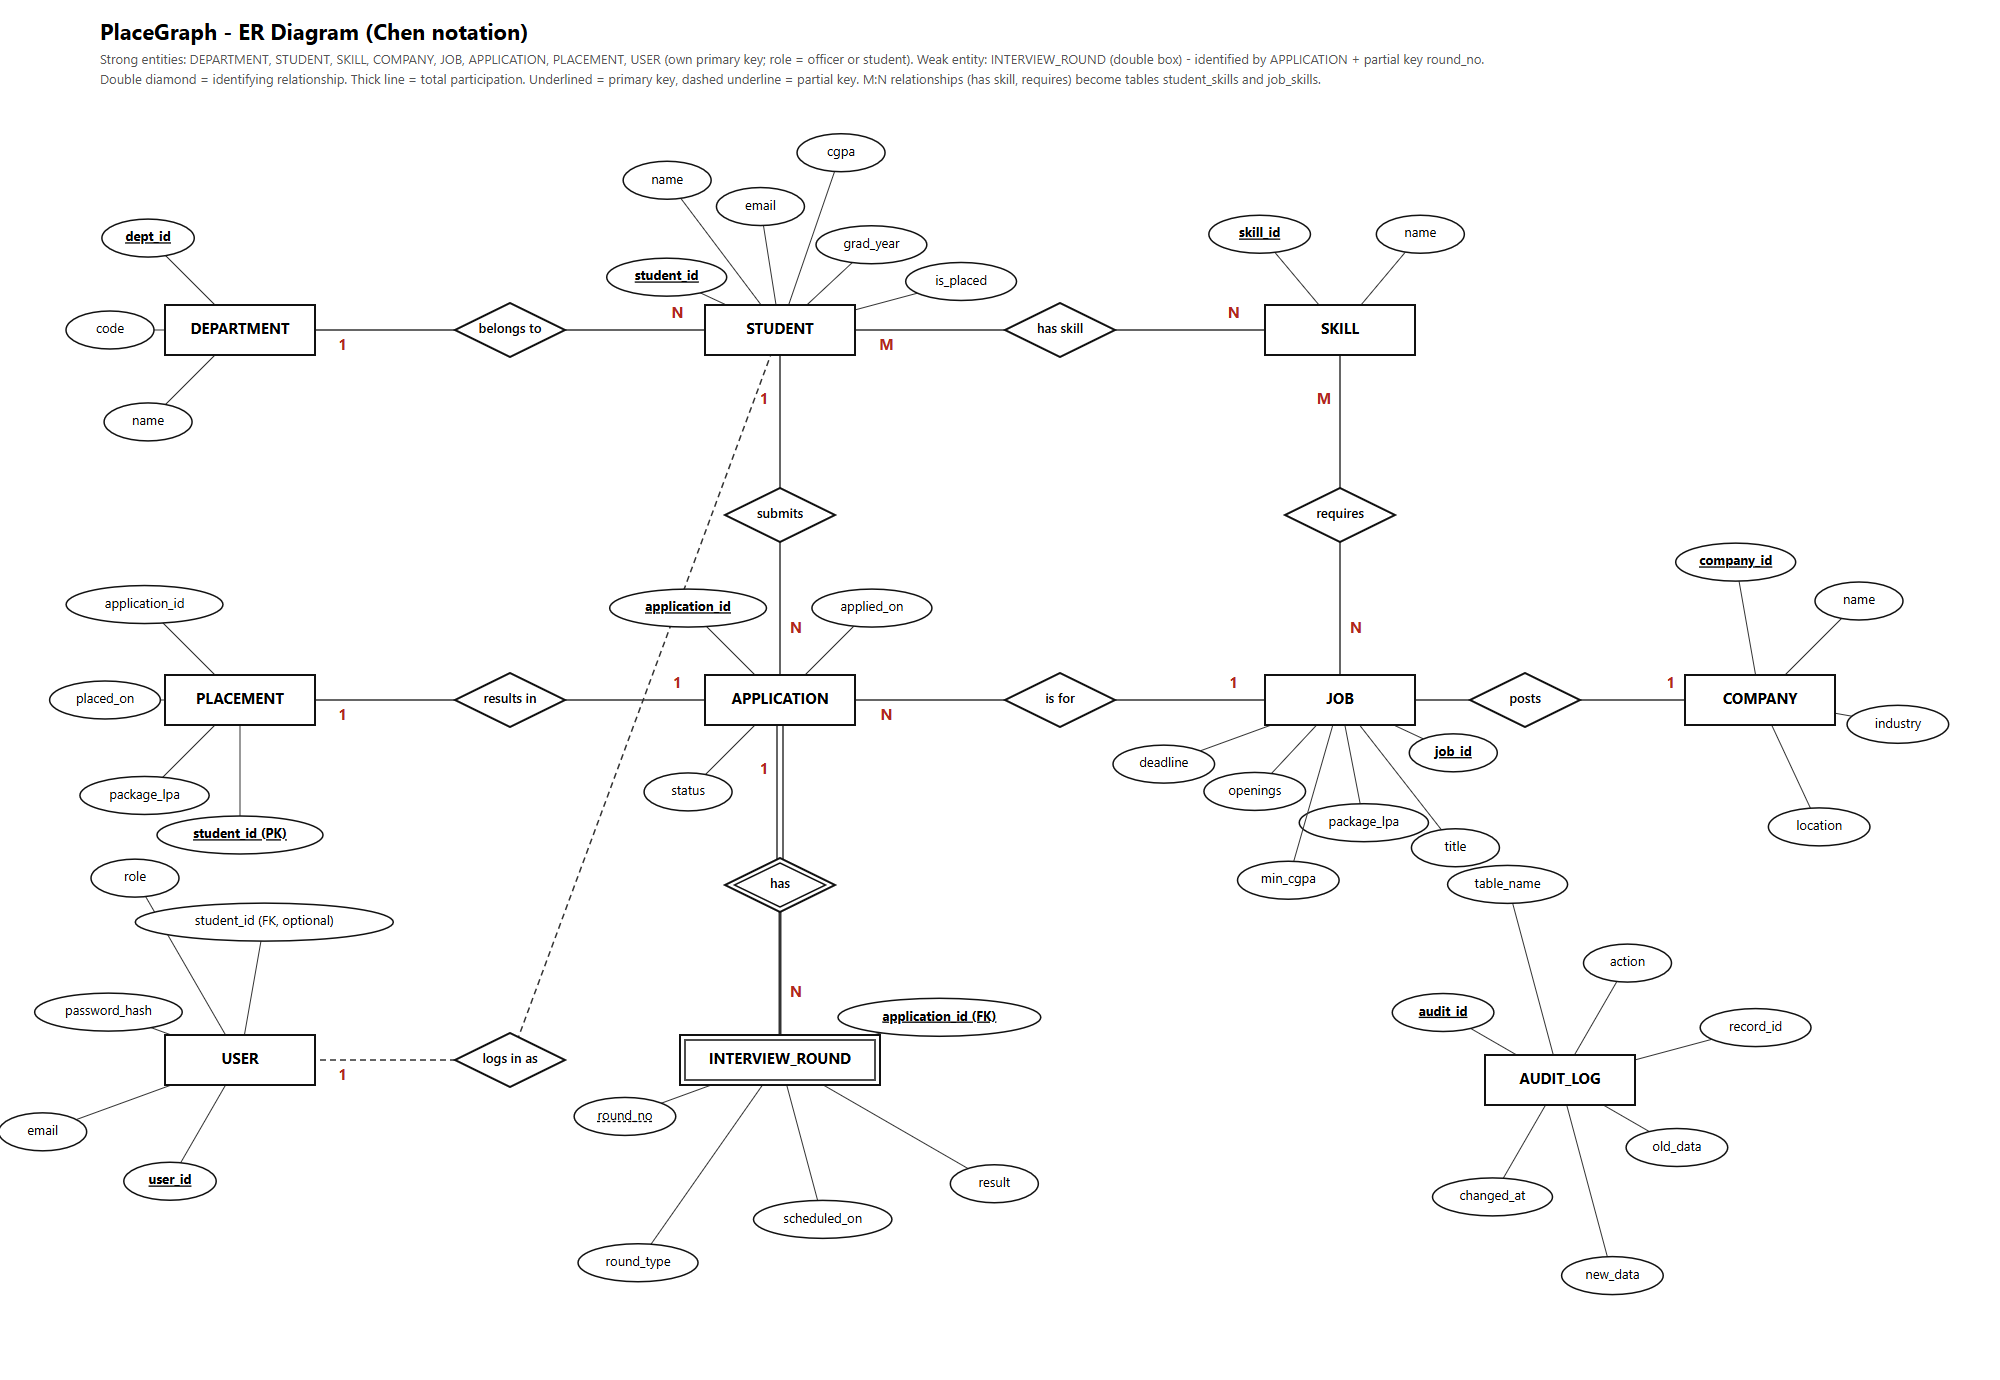 PlaceGraph - ER Diagram (Chen notation)
Strong entities: DEPARTMENT, STUDENT, SKILL, COMPANY, JOB, APPLICATION, PLACEMENT, USER (own primary key; role = officer or student). Weak entity: INTERVIEW_ROUND (double box) - identified by APPLICATION + partial key round_no.
Double diamond = identifying relationship. Thick line = total participation. Underlined = primary key, dashed underline = partial key. M:N relationships (has skill, requires) become tables student_skills and job_skills.
cgpa
name
email
dept_id
grad_year
skill_id
name
student_id
is_placed
code
DEPARTMENT
1
belongs to
N
STUDENT
M
has skill
N
SKILL
name
1
M
submits
requires
company_id
name
application_id
application_id
applied_on
N
N
placed_on
PLACEMENT
1
results in
1
APPLICATION
N
is for
1
JOB
posts
1
COMPANY
industry
job_id
deadline
openings
package_lpa
title
min_cgpa
location
package_lpa
student_id (PK)
status
1
role
student_id (FK, optional)
has
table_name
action
password_hash
N
application_id (FK)
audit_id
record_id
USER
1
logs in as
INTERVIEW_ROUND
AUDIT_LOG
email
user_id
round_no
result
scheduled_on
round_type
old_data
changed_at
new_data